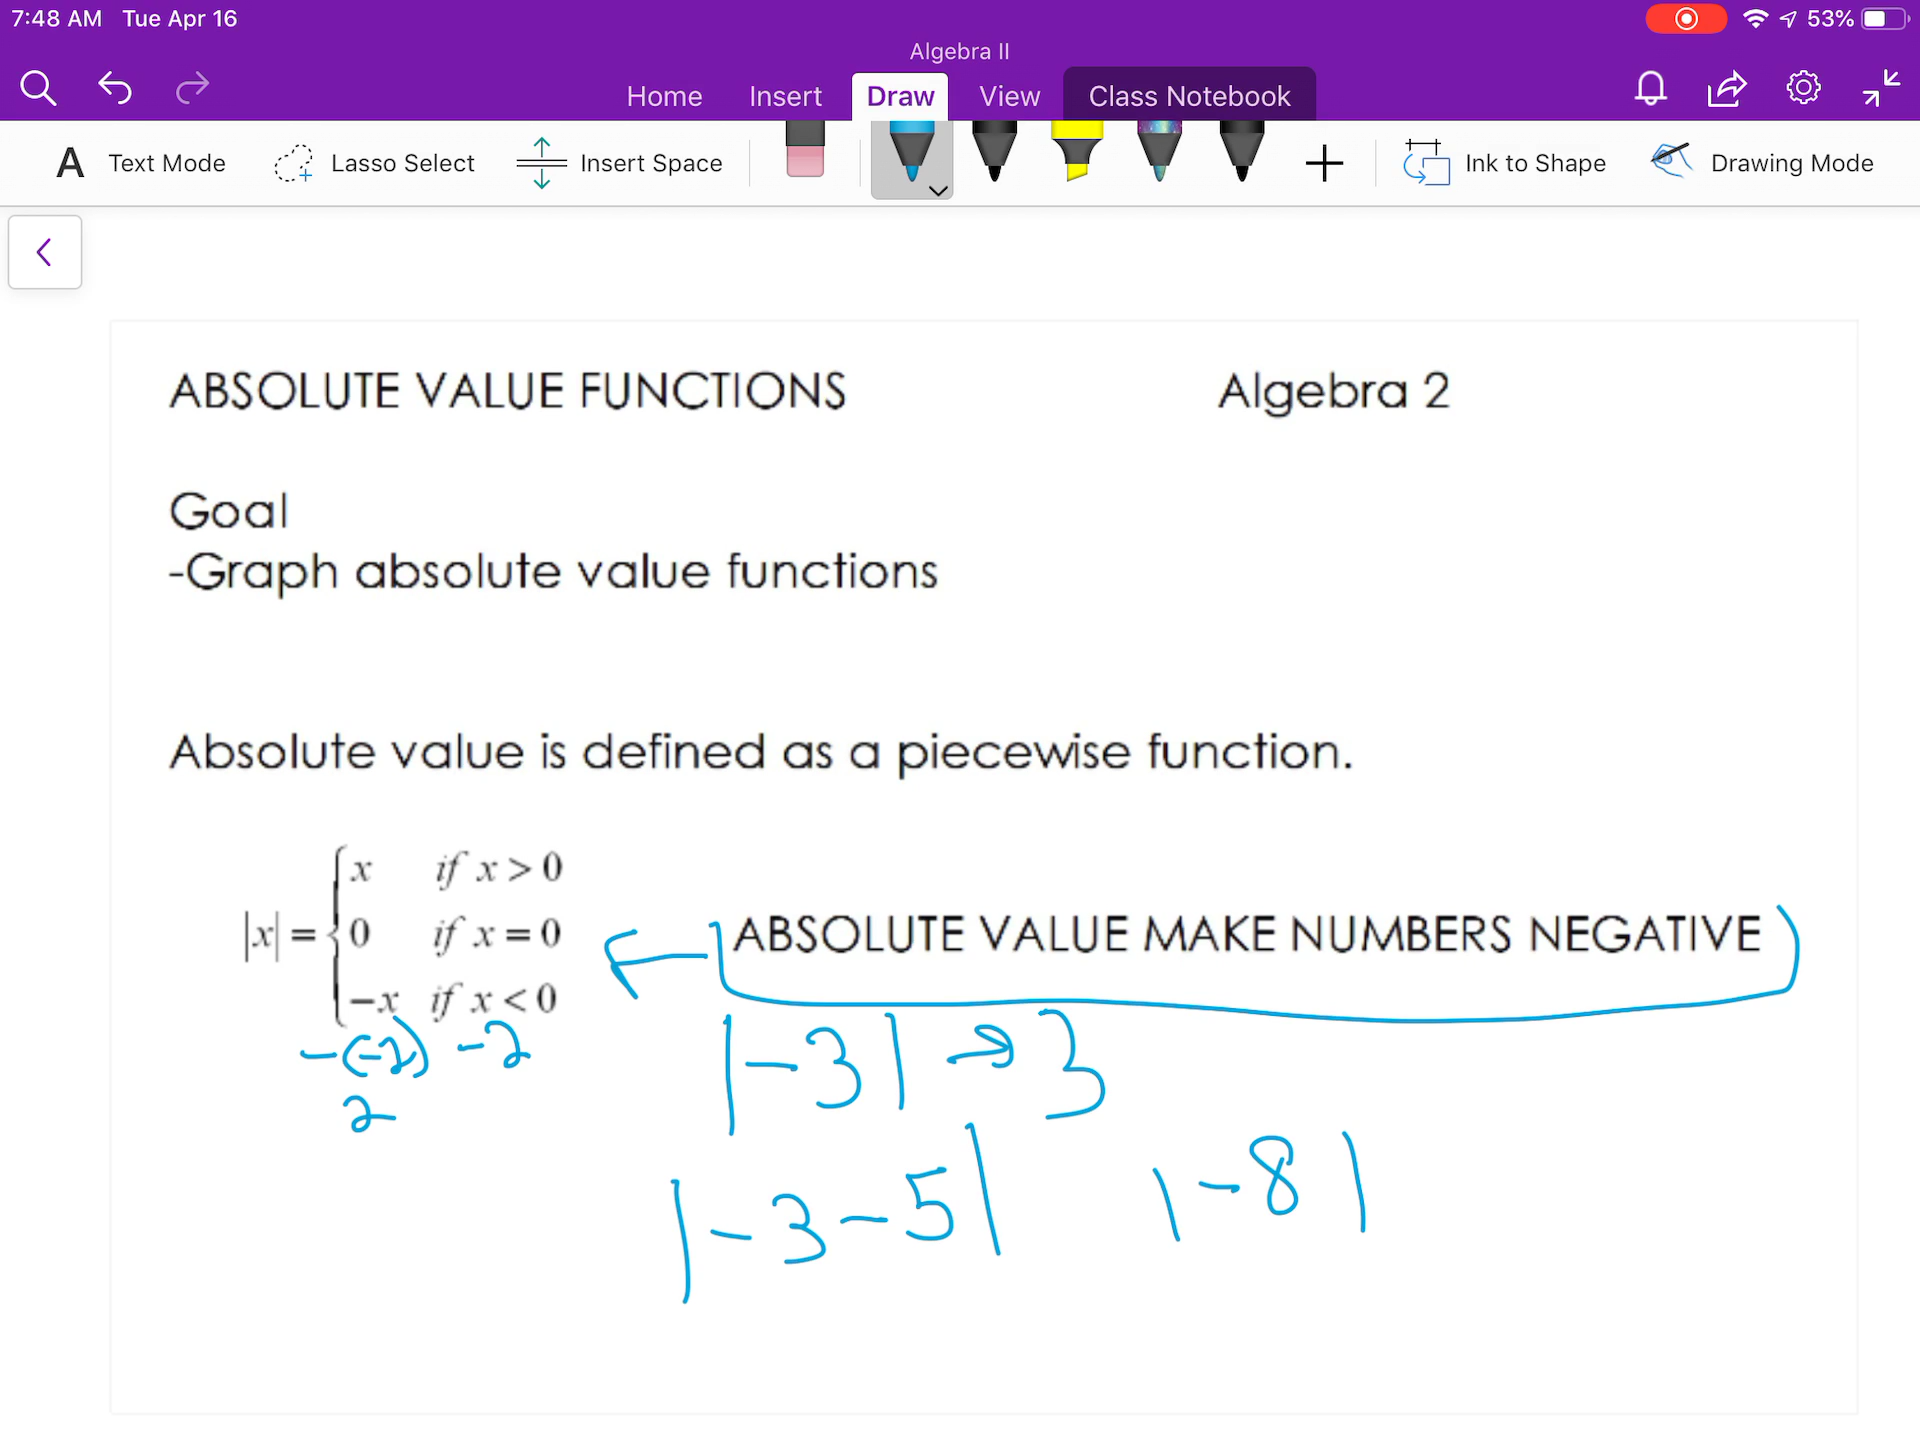 7:48 AM Tue Apr 16
53%
Algebra II
Home Insert Draw View Class Notebook
A Text Mode Lasso Select Insert Space Ink to Shape Drawing Mode
ABSOLUTE VALUE FUNCTIONS Algebra 2
Goal
-Graph absolute value functions
Absolute value is defined as a piecewise function.
x if x > 0
|x| = { 0 if x = 0
-x if x < 0
ABSOLUTE VALUE MAKE NUMBERS NEGATIVE
-(-2) -2
2
|-3| → 3
|-3-5| |-8|